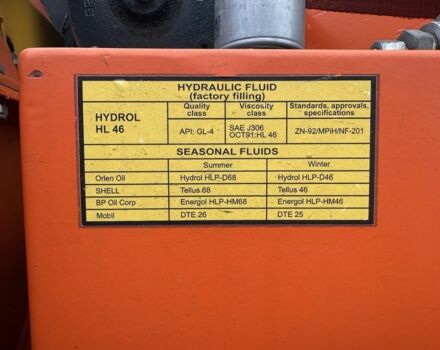 HYDRAULIC FLUID
(factory filling)
HYDROL HL 46
Quality class
Viscosity class
Standards, approvals, specifications
API: GL-4
SAE J306 OCT91:HL 46
ZN-92/MPiH/NF-201
SEASONAL FLUIDS
Summer Winter
Orlen Oil Hydrol HLP-D68 Hydrol HLP-D46
SHELL Tellus 68 Tellus 46
BP Oil Corp Energol HLP-HM68 Energol HLP-HM46
Mobil DTE 26 DTE 25